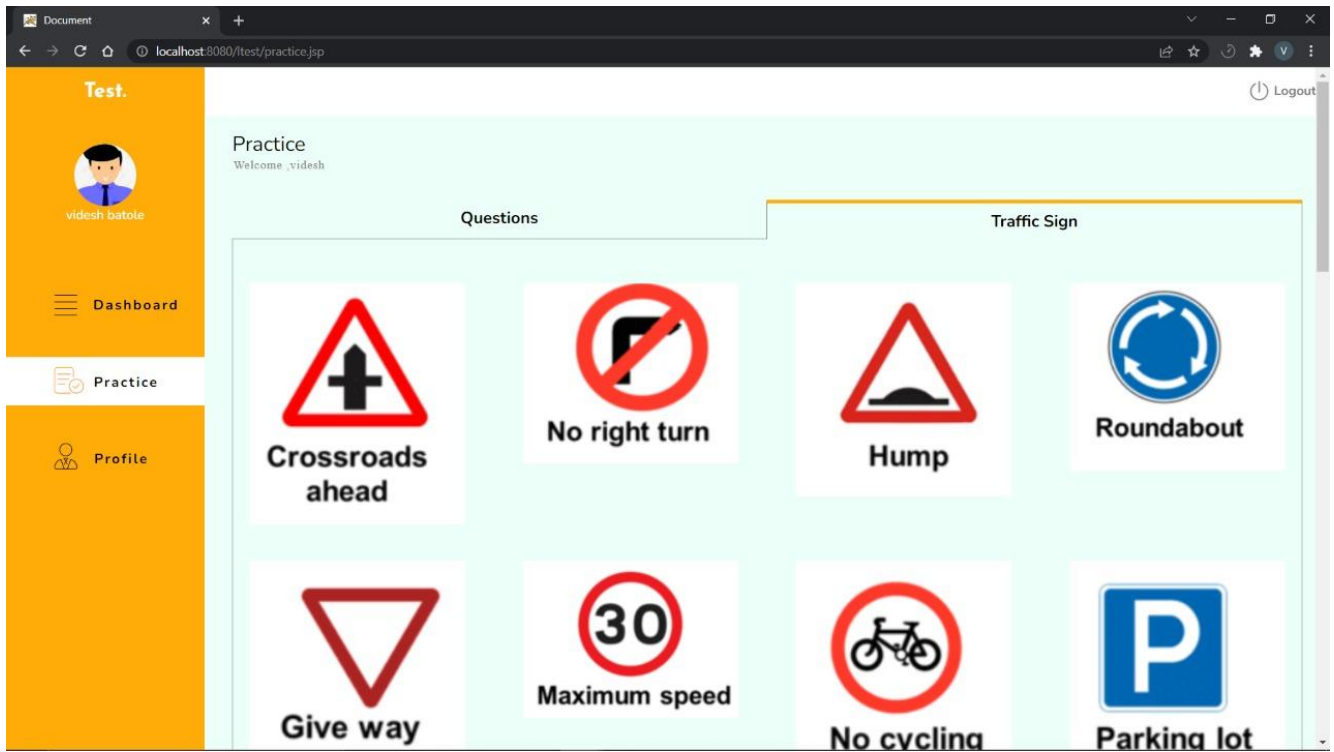 Document
localhost:8080/ltest/practice.jsp
V
Test.
Logout
videsh batole
Dashboard
Practice
Profile
Practice
Welcome ,videsh
Questions
Traffic Sign
Crossroads
ahead
No right turn
Hump
Roundabout
Give way
30
Maximum speed
No cycling
P
Parking lot